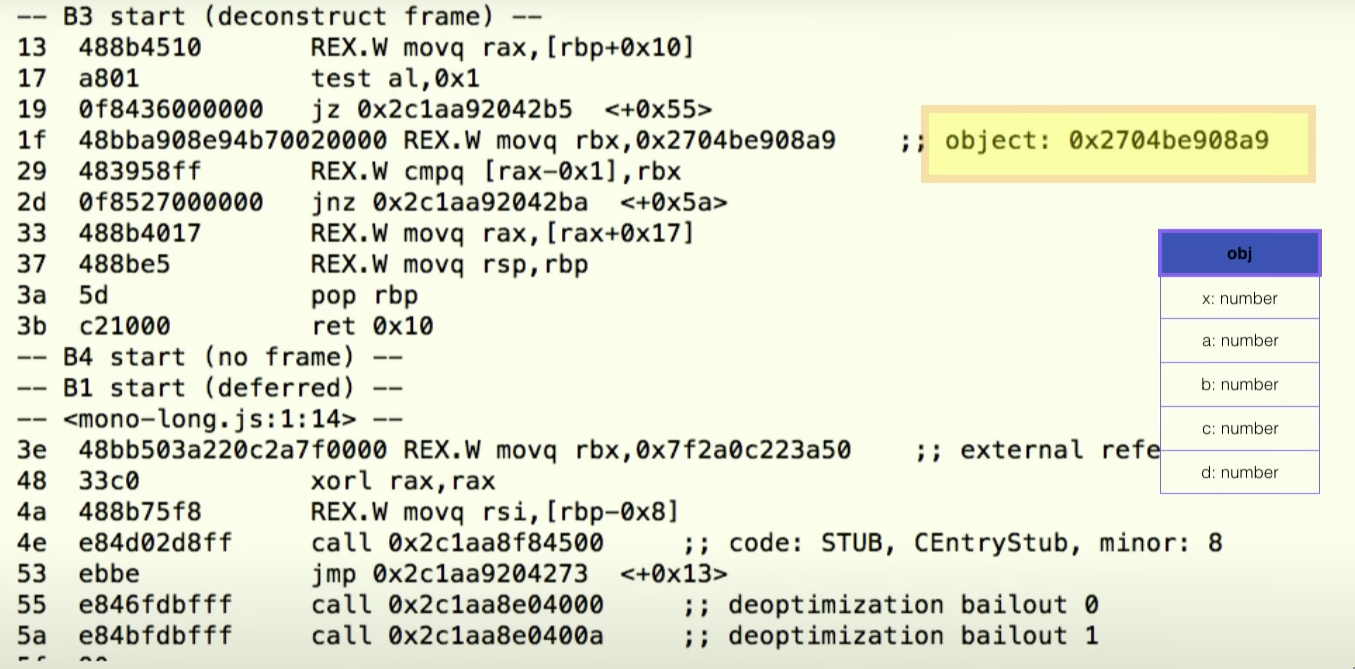 -- B3 start (deconstruct frame) --
13  488b4510       REX.W movq rax,[rbp+0x10]
17  a801           test al,0x1
19  0f8436000000   jz 0x2c1aa92042b5  <+0x55>
1f  48bba908e94b70020000 REX.W movq rbx,0x2704be908a9    ;; object: 0x2704be908a9
29  483958ff       REX.W cmpq [rax-0x1],rbx
2d  0f8527000000   jnz 0x2c1aa92042ba  <+0x5a>
33  488b4017       REX.W movq rax,[rax+0x17]
37  488be5         REX.W movq rsp,rbp
3a  5d             pop rbp
3b  c21000         ret 0x10
-- B4 start (no frame) --
-- B1 start (deferred) --
-- <mono-long.js:1:14> --
3e  48bb503a220c2a7f0000 REX.W movq rbx,0x7f2a0c223a50    ;; external refe
48  33c0           xorl rax,rax
4a  488b75f8       REX.W movq rsi,[rbp-0x8]
4e  e84d02d8ff     call 0x2c1aa8f84500     ;; code: STUB, CEntryStub, minor: 8
53  ebbe           jmp 0x2c1aa9204273  <+0x13>
55  e846fdbfff     call 0x2c1aa8e04000     ;; deoptimization bailout 0
5a  e84bfdbfff     call 0x2c1aa8e0400a     ;; deoptimization bailout 1
obj
x: number
a: number
b: number
c: number
d: number